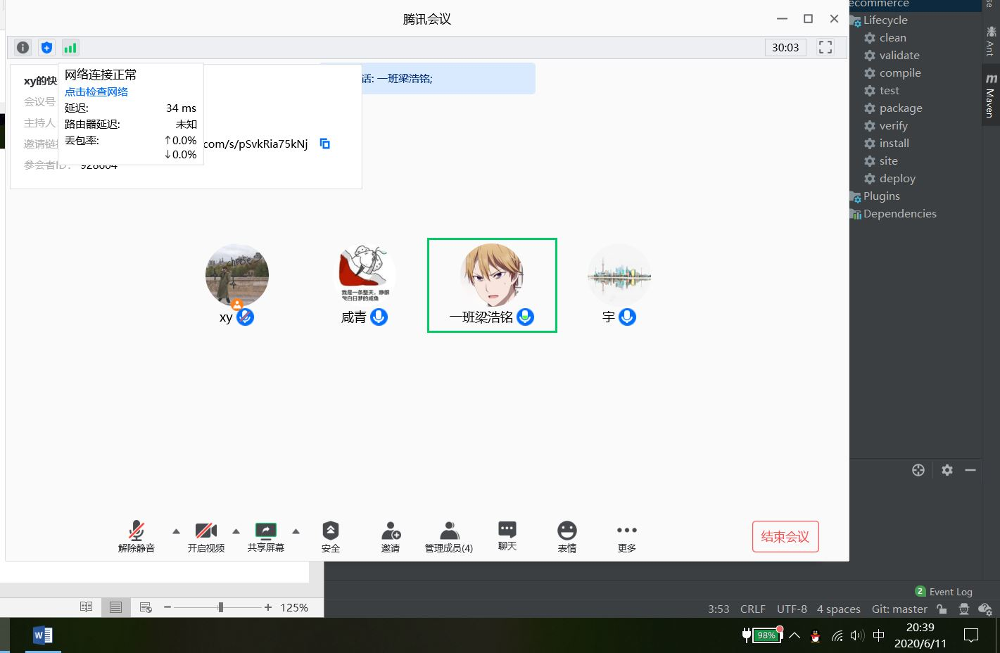 腾讯会议
30:03
xy的快
会议号
主持人
邀请链
com/s/pSvkRia75kNj
参会者ID: 928604
网络连接正常
点击检查网络
延迟: 34 ms
路由器延迟: 未知
丢包率: ↑0.0%
↓0.0%
话: 一班梁浩铭;
cheese
我是一条整天，睁眼
做白日梦的咸鱼
xy
咸青
一班梁浩铭
宇
解除静音
开启视频
共享屏幕
安全
邀请
管理成员(4)
聊天
表情
更多
结束会议
ecommerce
Lifecycle
clean
validate
compile
test
package
verify
install
site
deploy
Plugins
Dependencies
se
Ant
m
Maven
2 Event Log
3:53 CRLF UTF-8 4 spaces Git: master
125%
W
98%
中
20:39
2020/6/11